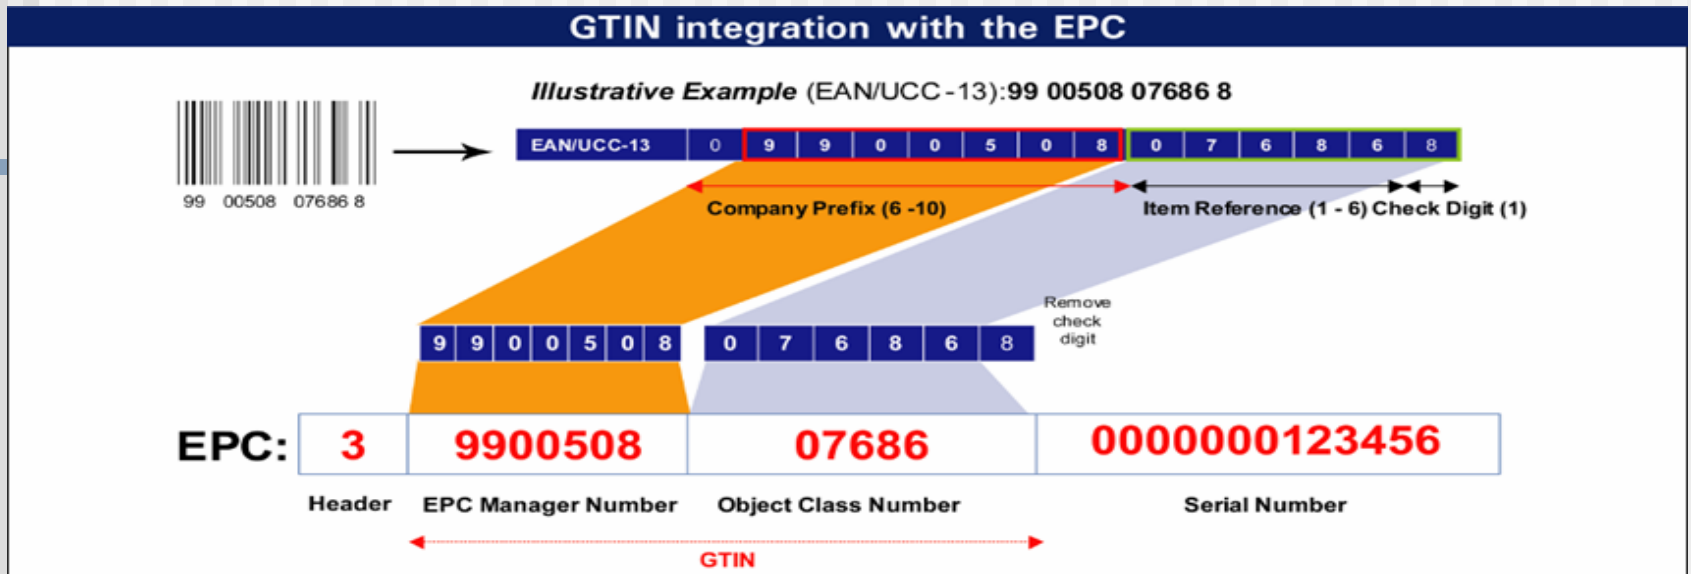 GTIN integration with the EPC
Illustrative Example (EAN/UCC-13):99 00508 07686 8
EAN/UCC-13 0 9 9 0 0 5 0 8 0 7 6 8 6 8
99 00508 07686 8
Company Prefix (6 -10)
Item Reference (1 - 6) Check Digit (1)
Remove
check
digit
9 9 0 0 5 0 8 0 7 6 8 6 8
EPC: 3 9900508 07686 0000000123456
Header EPC Manager Number Object Class Number Serial Number
GTIN